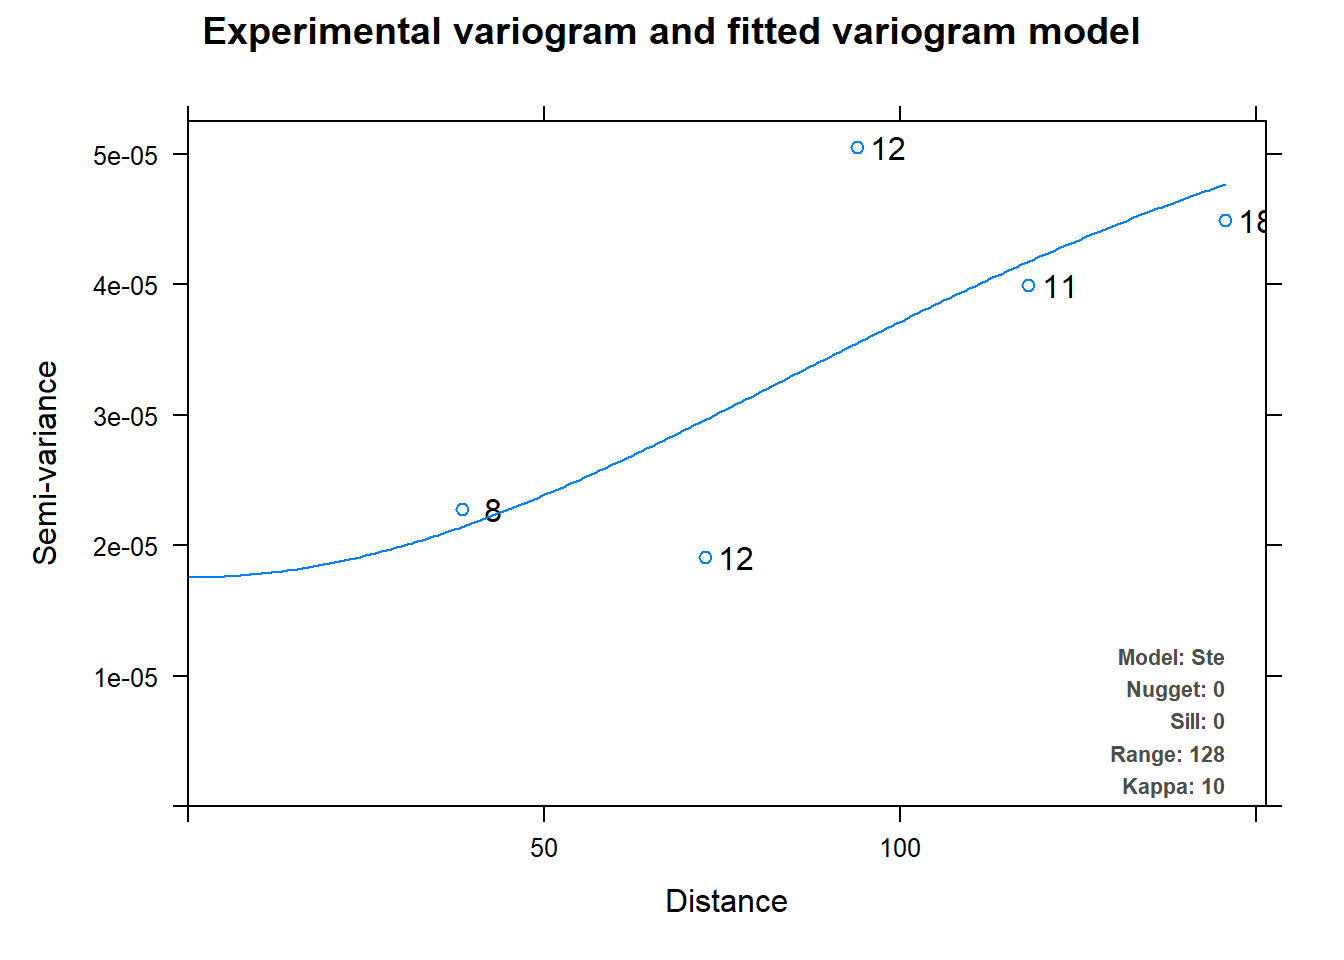 Experimental variogram and fitted variogram model
5e-05
4e-05
3e-05
2e-05
1e-05
Semi-variance
12
18
11
8
12
Model: Ste
Nugget: 0
Sill: 0
Range: 128
Kappa: 10
50
100
Distance